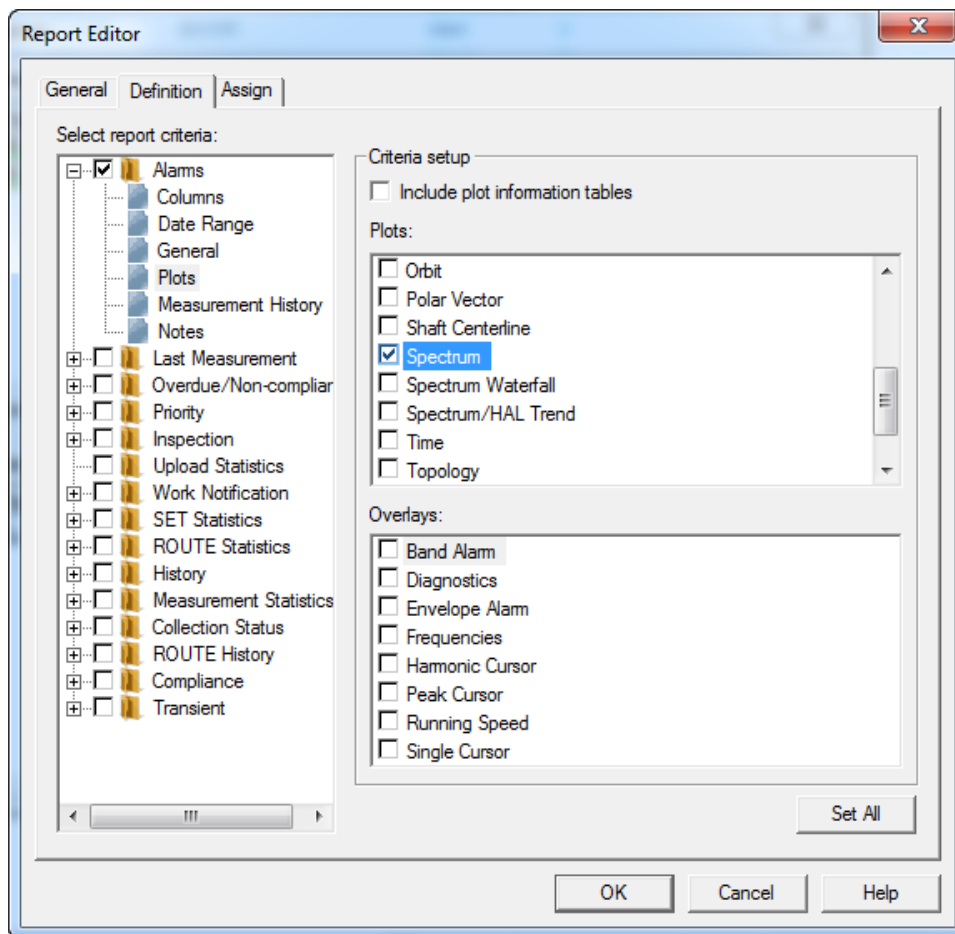 Report Editor
General Definition Assign
Select report criteria:
Alarms
Columns
Date Range
General
Plots
Measurement History
Notes
Last Measurement
Overdue/Non-complian
Priority
Inspection
Upload Statistics
Work Notification
SET Statistics
ROUTE Statistics
History
Measurement Statistics
Collection Status
ROUTE History
Compliance
Transient
Criteria setup
Include plot information tables
Plots:
Orbit
Polar Vector
Shaft Centerline
Spectrum
Spectrum Waterfall
Spectrum/HAL Trend
Time
Topology
Overlays:
Band Alarm
Diagnostics
Envelope Alarm
Frequencies
Harmonic Cursor
Peak Cursor
Running Speed
Single Cursor
Set All
OK Cancel Help